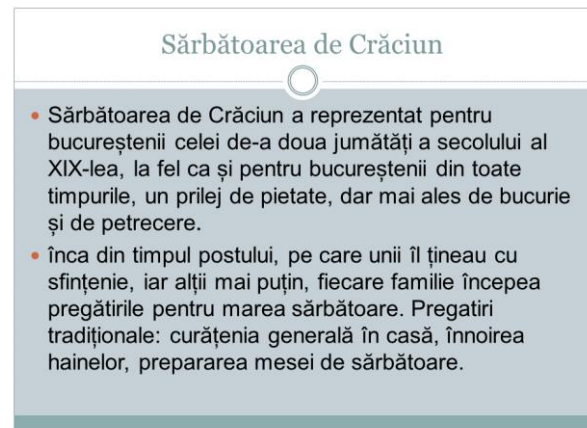 Sărbătoarea de Crăciun
• Sărbătoarea de Crăciun a reprezentat pentru
bucureștenii celei de-a doua jumătăți a secolului al
XIX-lea, la fel ca și pentru bucureștenii din toate
timpurile, un prilej de pietate, dar mai ales de bucurie
și de petrecere.
• înca din timpul postului, pe care unii îl țineau cu
sfințenie, iar alții mai puțin, fiecare familie începea
pregătirile pentru marea sărbătoare. Pregatiri
tradiționale: curățenia generală în casă, înnoirea
hainelor, prepararea mesei de sărbătoare.